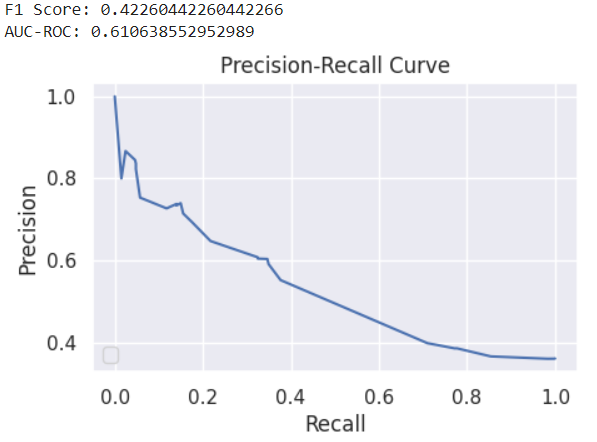 F1 Score: 0.42260442260442266
AUC-ROC: 0.610638552952989
Precision-Recall Curve
1.0
0.8
0.6
0.4
Precision
0.0 0.2 0.4 0.6 0.8 1.0
Recall